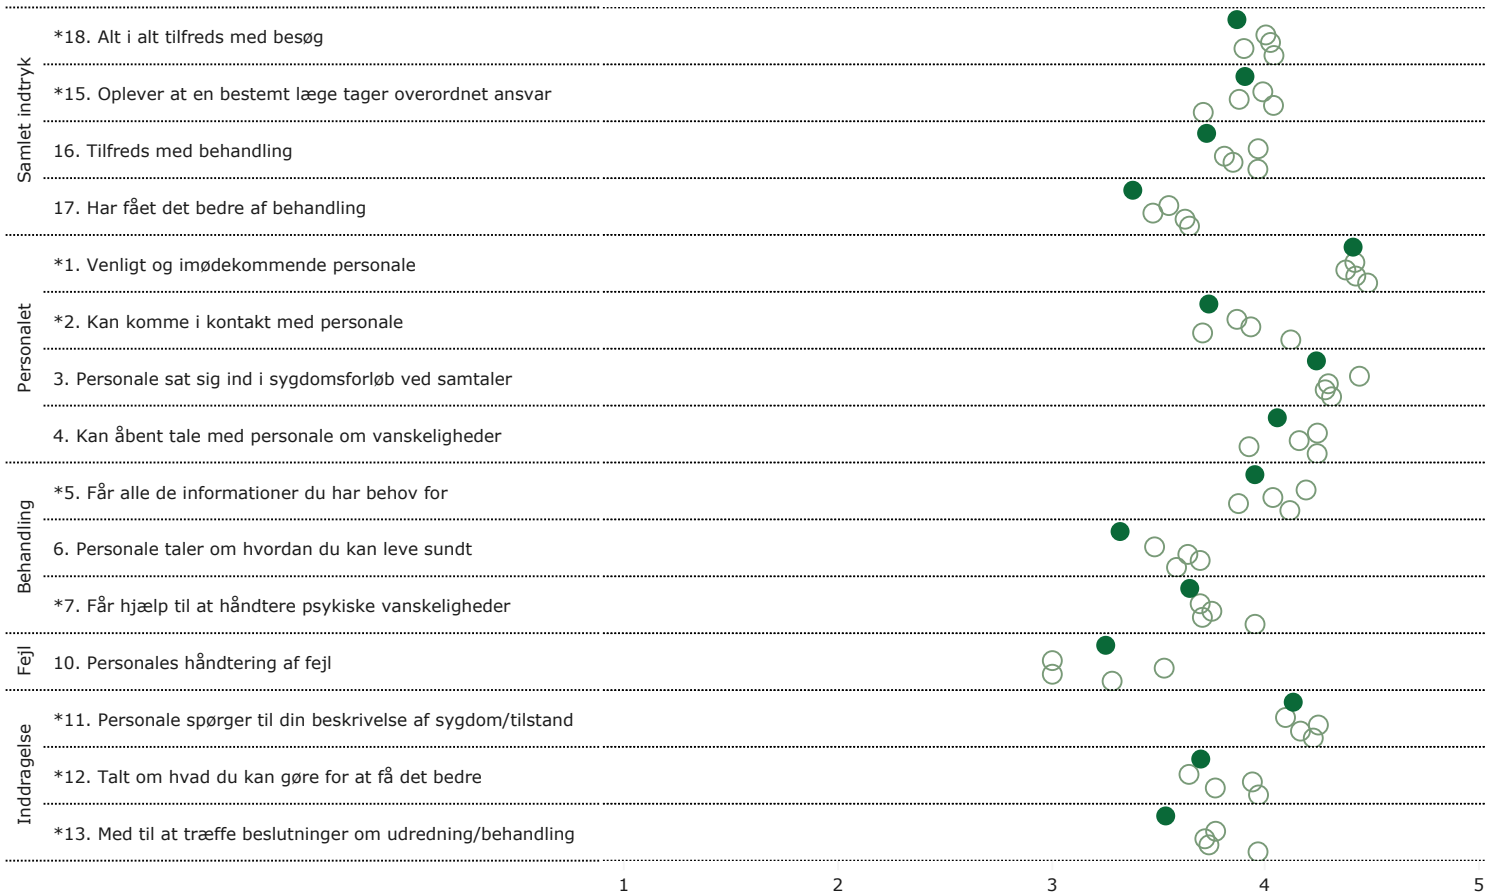 Samlet indtryk
*18. Alt i alt tilfreds med besøg
*15. Oplever at en bestemt læge tager overordnet ansvar
16. Tilfreds med behandling
17. Har fået det bedre af behandling
Personalet
*1. Venligt og imødekommende personale
*2. Kan komme i kontakt med personale
3. Personale sat sig ind i sygdomsforløb ved samtaler
4. Kan åbent tale med personale om vanskeligheder
Behandling
*5. Får alle de informationer du har behov for
6. Personale taler om hvordan du kan leve sundt
*7. Får hjælp til at håndtere psykiske vanskeligheder
Fejl
10. Personales håndtering af fejl
Inddragelse
*11. Personale spørger til din beskrivelse af sygdom/tilstand
*12. Talt om hvad du kan gøre for at få det bedre
*13. Med til at træffe beslutninger om udredning/behandling
1 2 3 4 5